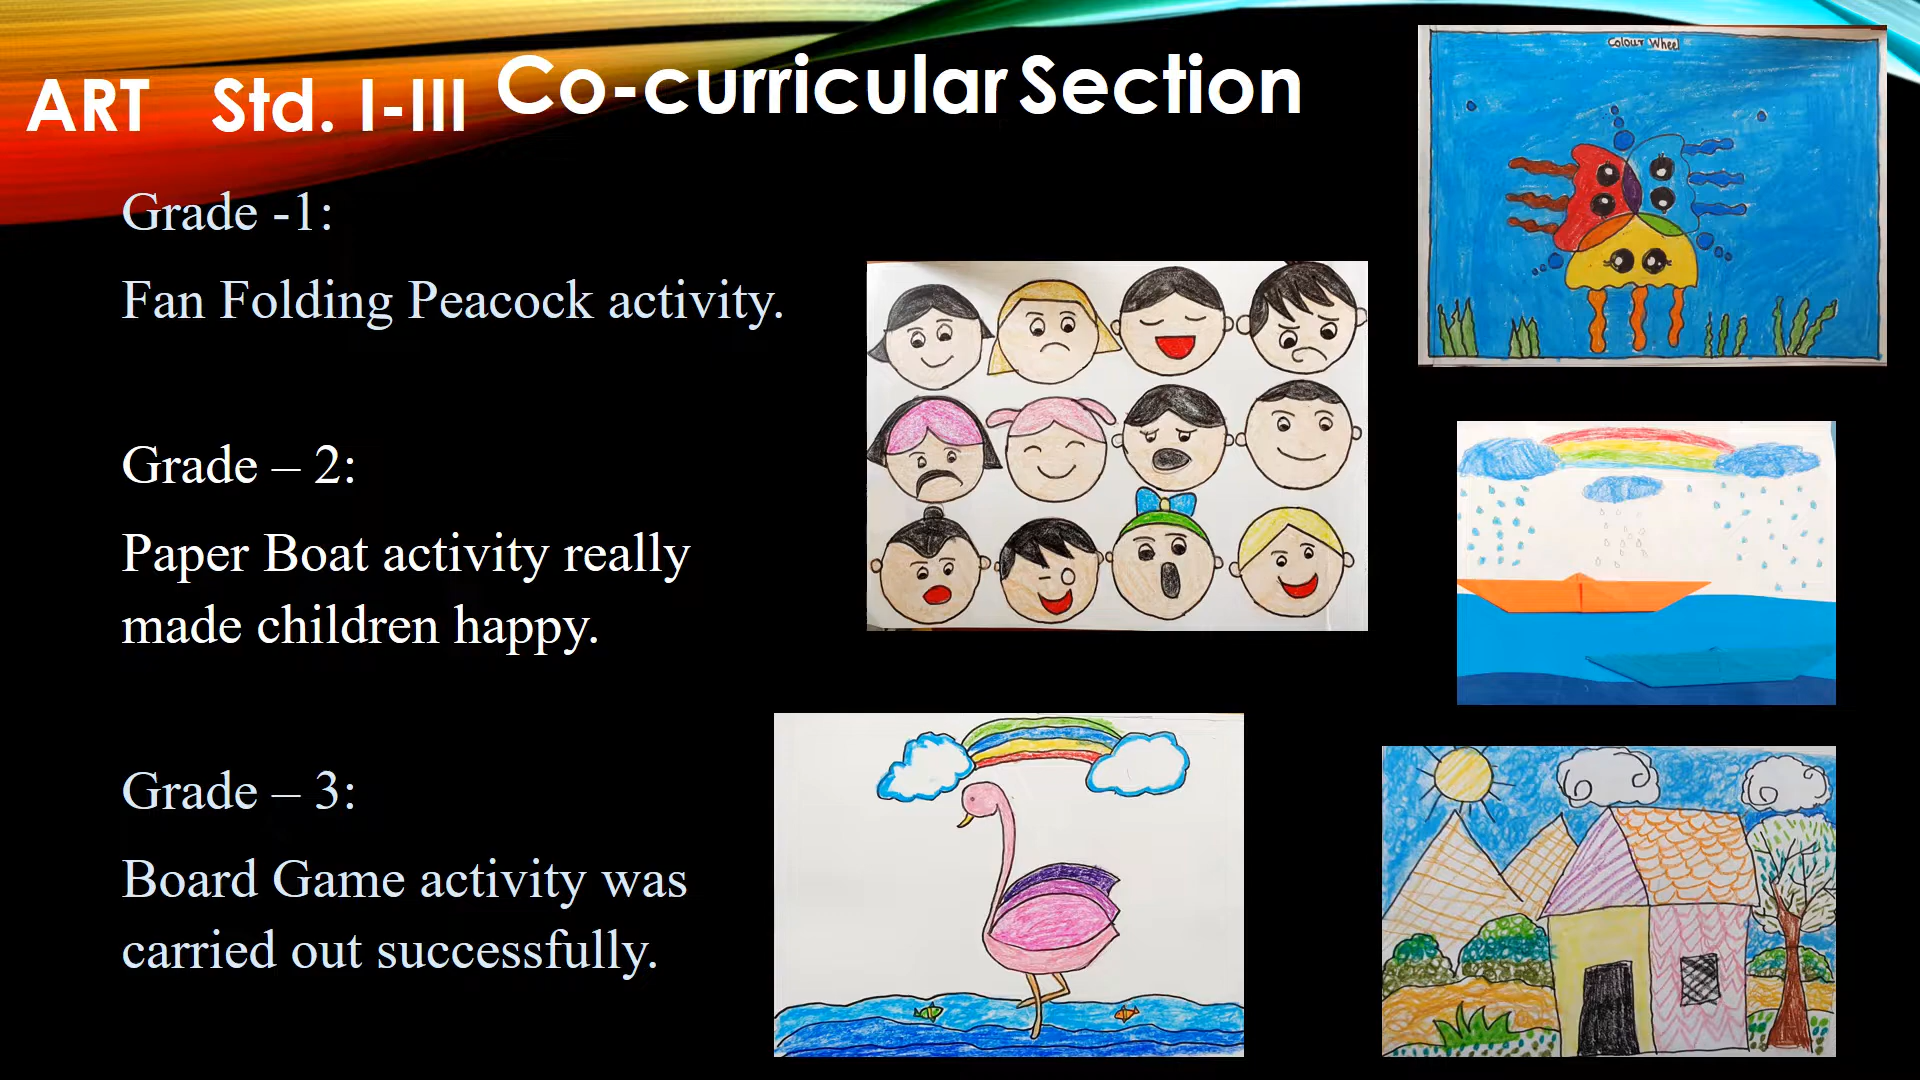 ART Std. I-III Co-curricular Section
Grade -1:
Fan Folding Peacock activity.
Grade – 2:
Paper Boat activity really
made children happy.
Grade – 3:
Board Game activity was
carried out successfully.
Colour Wheel